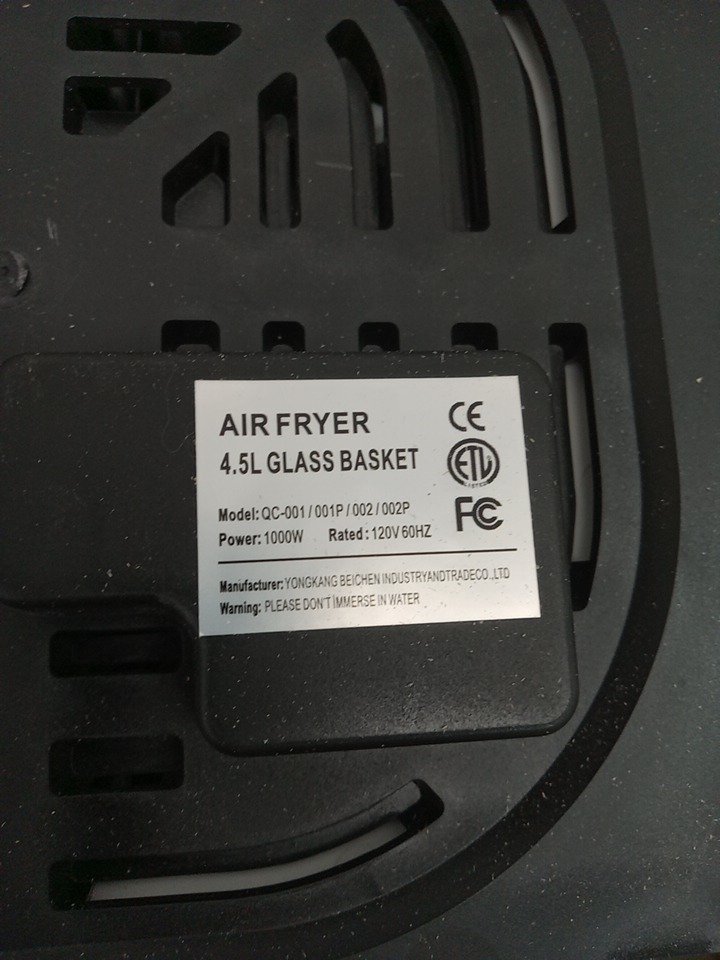 AIR FRYER
4.5L GLASS BASKET
CE
ETL
LISTED
FC
Model: QC-001 / 001P / 002 / 002P
Power: 1000W Rated: 120V 60HZ
Manufacturer: YONGKANG BEICHEN INDUSTRYANDTRADECO.,LTD
Warning: PLEASE DON'T IMMERSE IN WATER